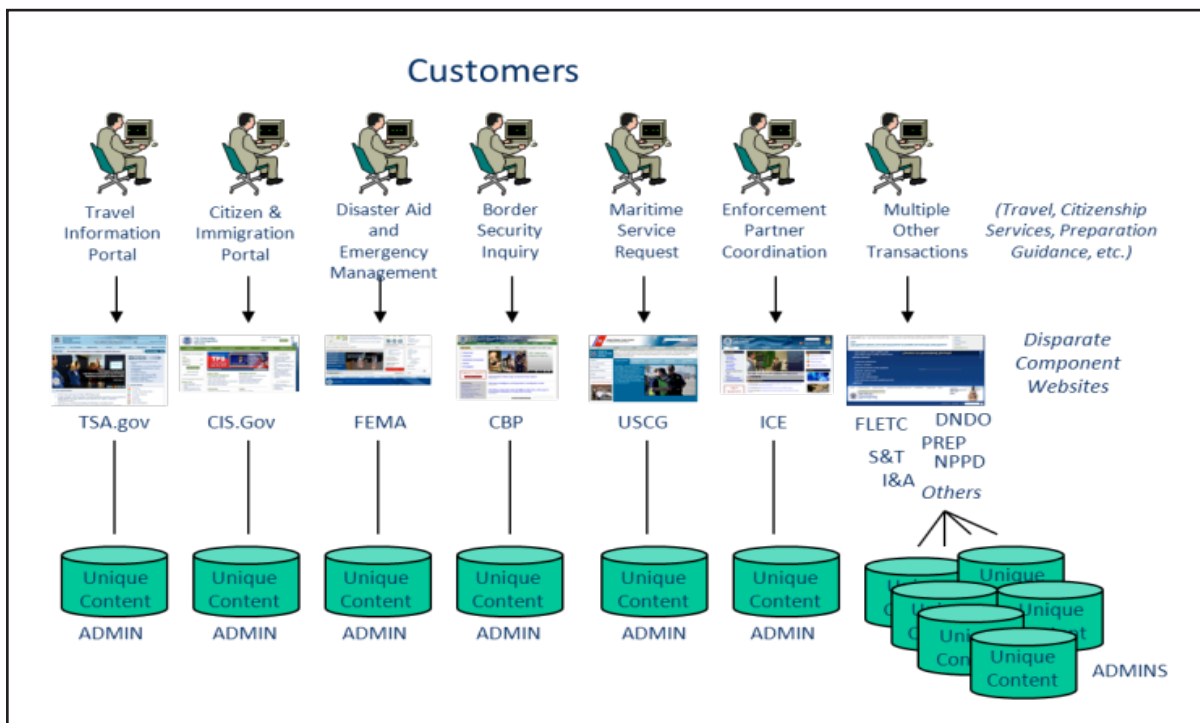 Customers
Travel
Information
Portal
Citizen &
Immigration
Portal
Disaster Aid
and
Emergency
Management
Border
Security
Inquiry
Maritime
Service
Request
Enforcement
Partner
Coordination
Multiple
Other
Transactions
(Travel, Citizenship
Services, Preparation
Guidance, etc.)
Disparate
Component
Websites
TSA.gov
CIS.Gov
FEMA
CBP
USCG
ICE
FLETC
DNDO
PREP
S&T
NPPD
I&A
Others
Unique
Content
ADMIN
Unique
Content
ADMIN
Unique
Content
ADMIN
Unique
Content
ADMIN
Unique
Content
ADMIN
Unique
Content
ADMIN
Unique
Unique
Unique
Unique
Unique
Content
ADMINS